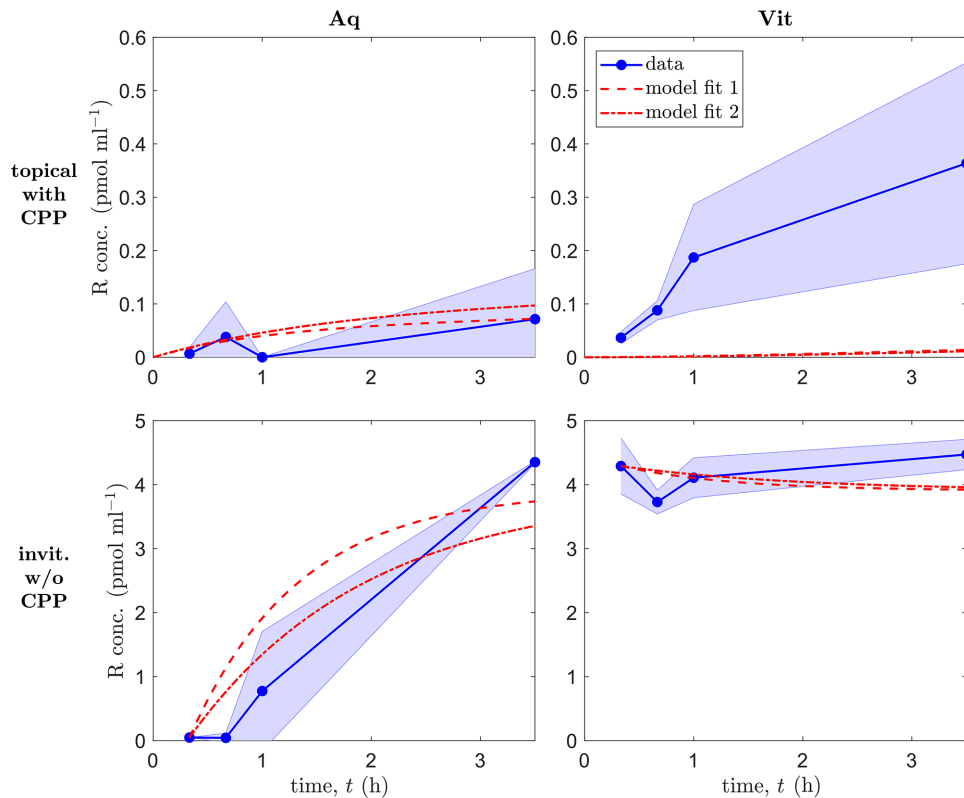 Aq
Vit
topical
with
CPP
R conc. (pmol ml⁻¹)
0.6
0.5
0.4
0.3
0.2
0.1
0
0 1 2 3
0.6
0.5
0.4
0.3
0.2
0.1
0
0 1 2 3
data
model fit 1
model fit 2
invit.
w/o
CPP
R conc. (pmol ml⁻¹)
5
4
3
2
1
0
0 1 2 3
time, t (h)
5
4
3
2
1
0
0 1 2 3
time, t (h)